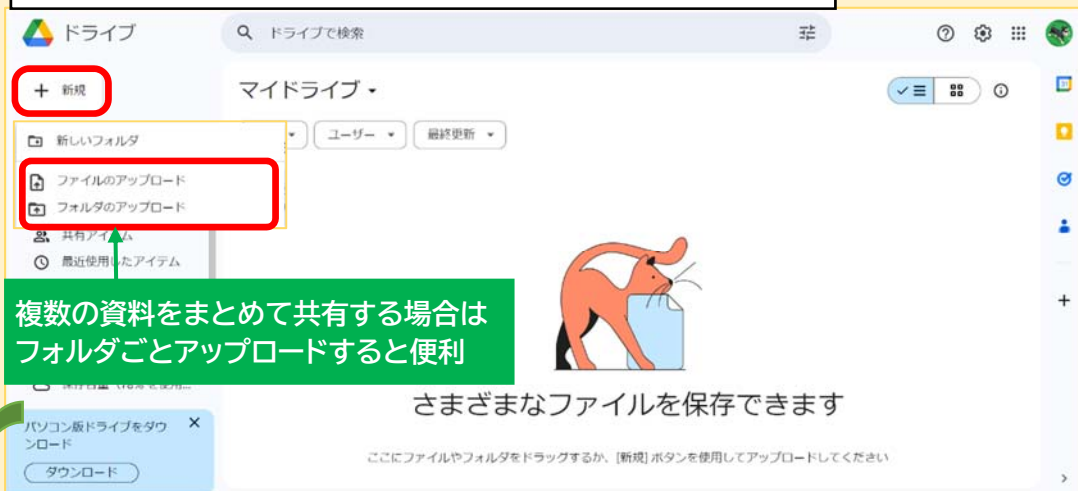 ドライブ
ドライブで検索
新規
マイドライブ
ユーザー
最終更新
新しいフォルダ
ファイルのアップロード
フォルダのアップロード
共有アイテム
最近使用したアイテム
複数の資料をまとめて共有する場合は
フォルダごとアップロードすると便利
さまざまなファイルを保存できます
ここにファイルやフォルダをドラッグするか、[新規] ボタンを使用してアップロードしてください
パソコン版ドライブをダウ
ンロード
ダウンロード